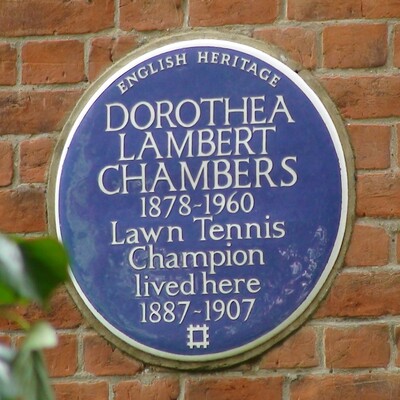 ENGLISH HERITAGE
DOROTHEA
LAMBERT
CHAMBERS
1878-1960
Lawn Tennis
Champion
lived here
1887-1907